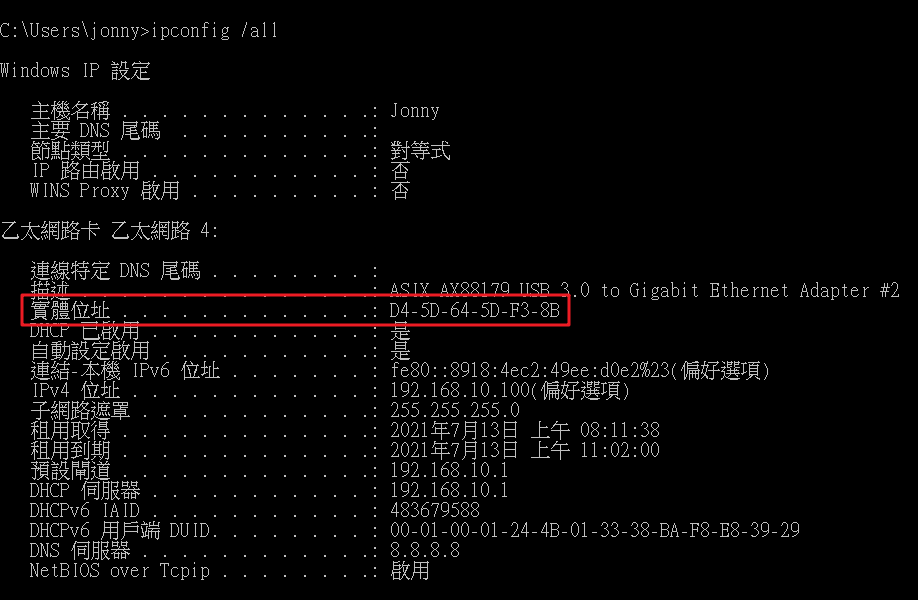 C:\Users\jonny>ipconfig /all
Windows IP 設定
主機名稱 . . . . . . . . . . . . .: Jonny
主要 DNS 尾碼 . . . . . . . . . . :
節點類型 . . . . . . . . . . . . .: 對等式
IP 路由啟用 . . . . . . . . . . . : 否
WINS Proxy 啟用 . . . . . . . . . : 否
乙太網路卡 乙太網路 4:
連線特定 DNS 尾碼 . . . . . . . . :
描述 . . . . . . . . . . . . . . .: ASIX AX88179 USB 3.0 to Gigabit Ethernet Adapter #2
實體位址 . . . . . . . . . . . . .: D4-5D-64-5D-F3-8B
DHCP 已啟用 . . . . . . . . . . . : 是
自動設定啟用 . . . . . . . . . . .: 是
連結-本機 IPv6 位址 . . . . . . . : fe80::8918:4ec2:49ee:d0e2%23(偏好選項)
IPv4 位址 . . . . . . . . . . . . : 192.168.10.100(偏好選項)
子網路遮罩 . . . . . . . . . . . .: 255.255.255.0
租用取得 . . . . . . . . . . . . .: 2021年7月13日 上午 08:11:38
租用到期 . . . . . . . . . . . . .: 2021年7月13日 上午 11:02:00
預設閘道 . . . . . . . . . . . . .: 192.168.10.1
DHCP 伺服器 . . . . . . . . . . . : 192.168.10.1
DHCPv6 IAID . . . . . . . . . . . : 483679588
DHCPv6 用戶端 DUID. . . . . . . . : 00-01-00-01-24-4B-01-33-38-BA-F8-E8-39-29
DNS 伺服器 . . . . . . . . . . . .: 8.8.8.8
NetBIOS over Tcpip . . . . . . . .: 啟用